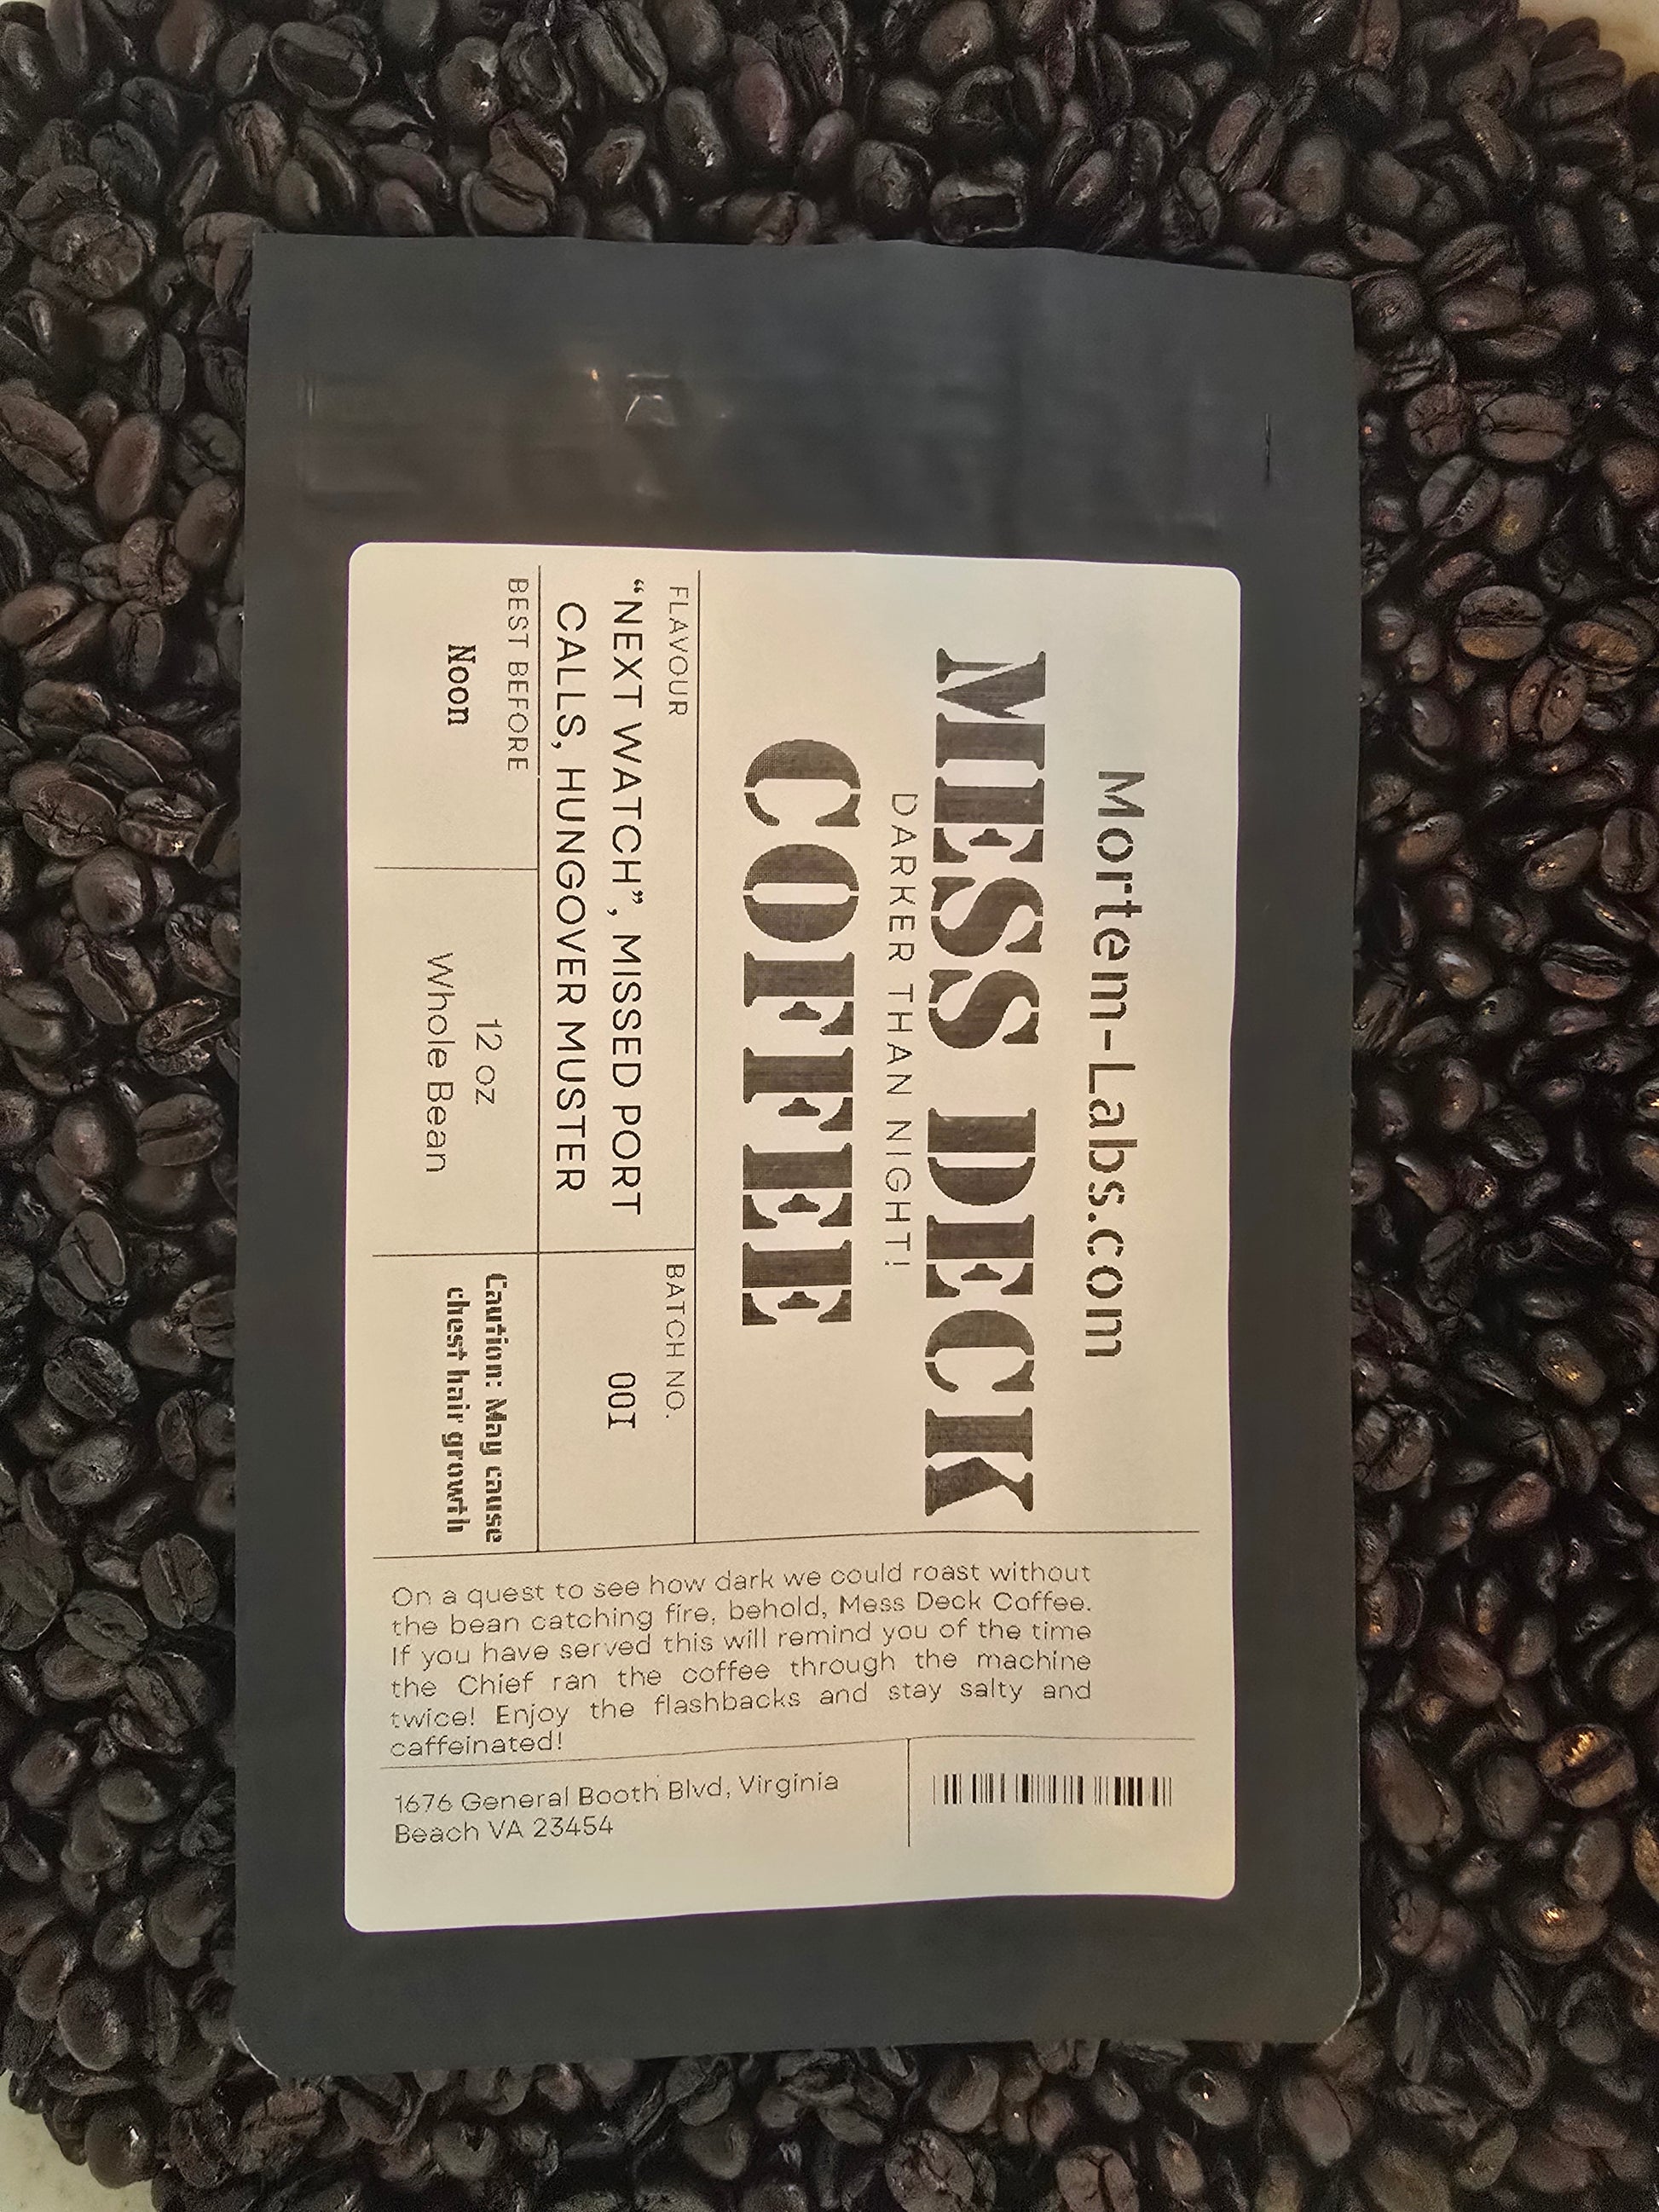 Mortem-Labs.com
MESS DECK
DARKER THAN NIGHT!
COFFEE
FLAVOUR
“NEXT WATCH”, MISSED PORT
CALLS, HUNGOVER MUSTER
BATCH NO.
001
BEST BEFORE
Noon
12 oz
Whole Bean
Caution: May cause
chest hair growth
On a quest to see how dark we could roast without
the bean catching fire, behold, Mess Deck Coffee.
If you have served this will remind you of the time
the Chief ran the coffee through the machine
twice! Enjoy the flashbacks and stay salty and
caffeinated!
1676 General Booth Blvd, Virginia
Beach VA 23454